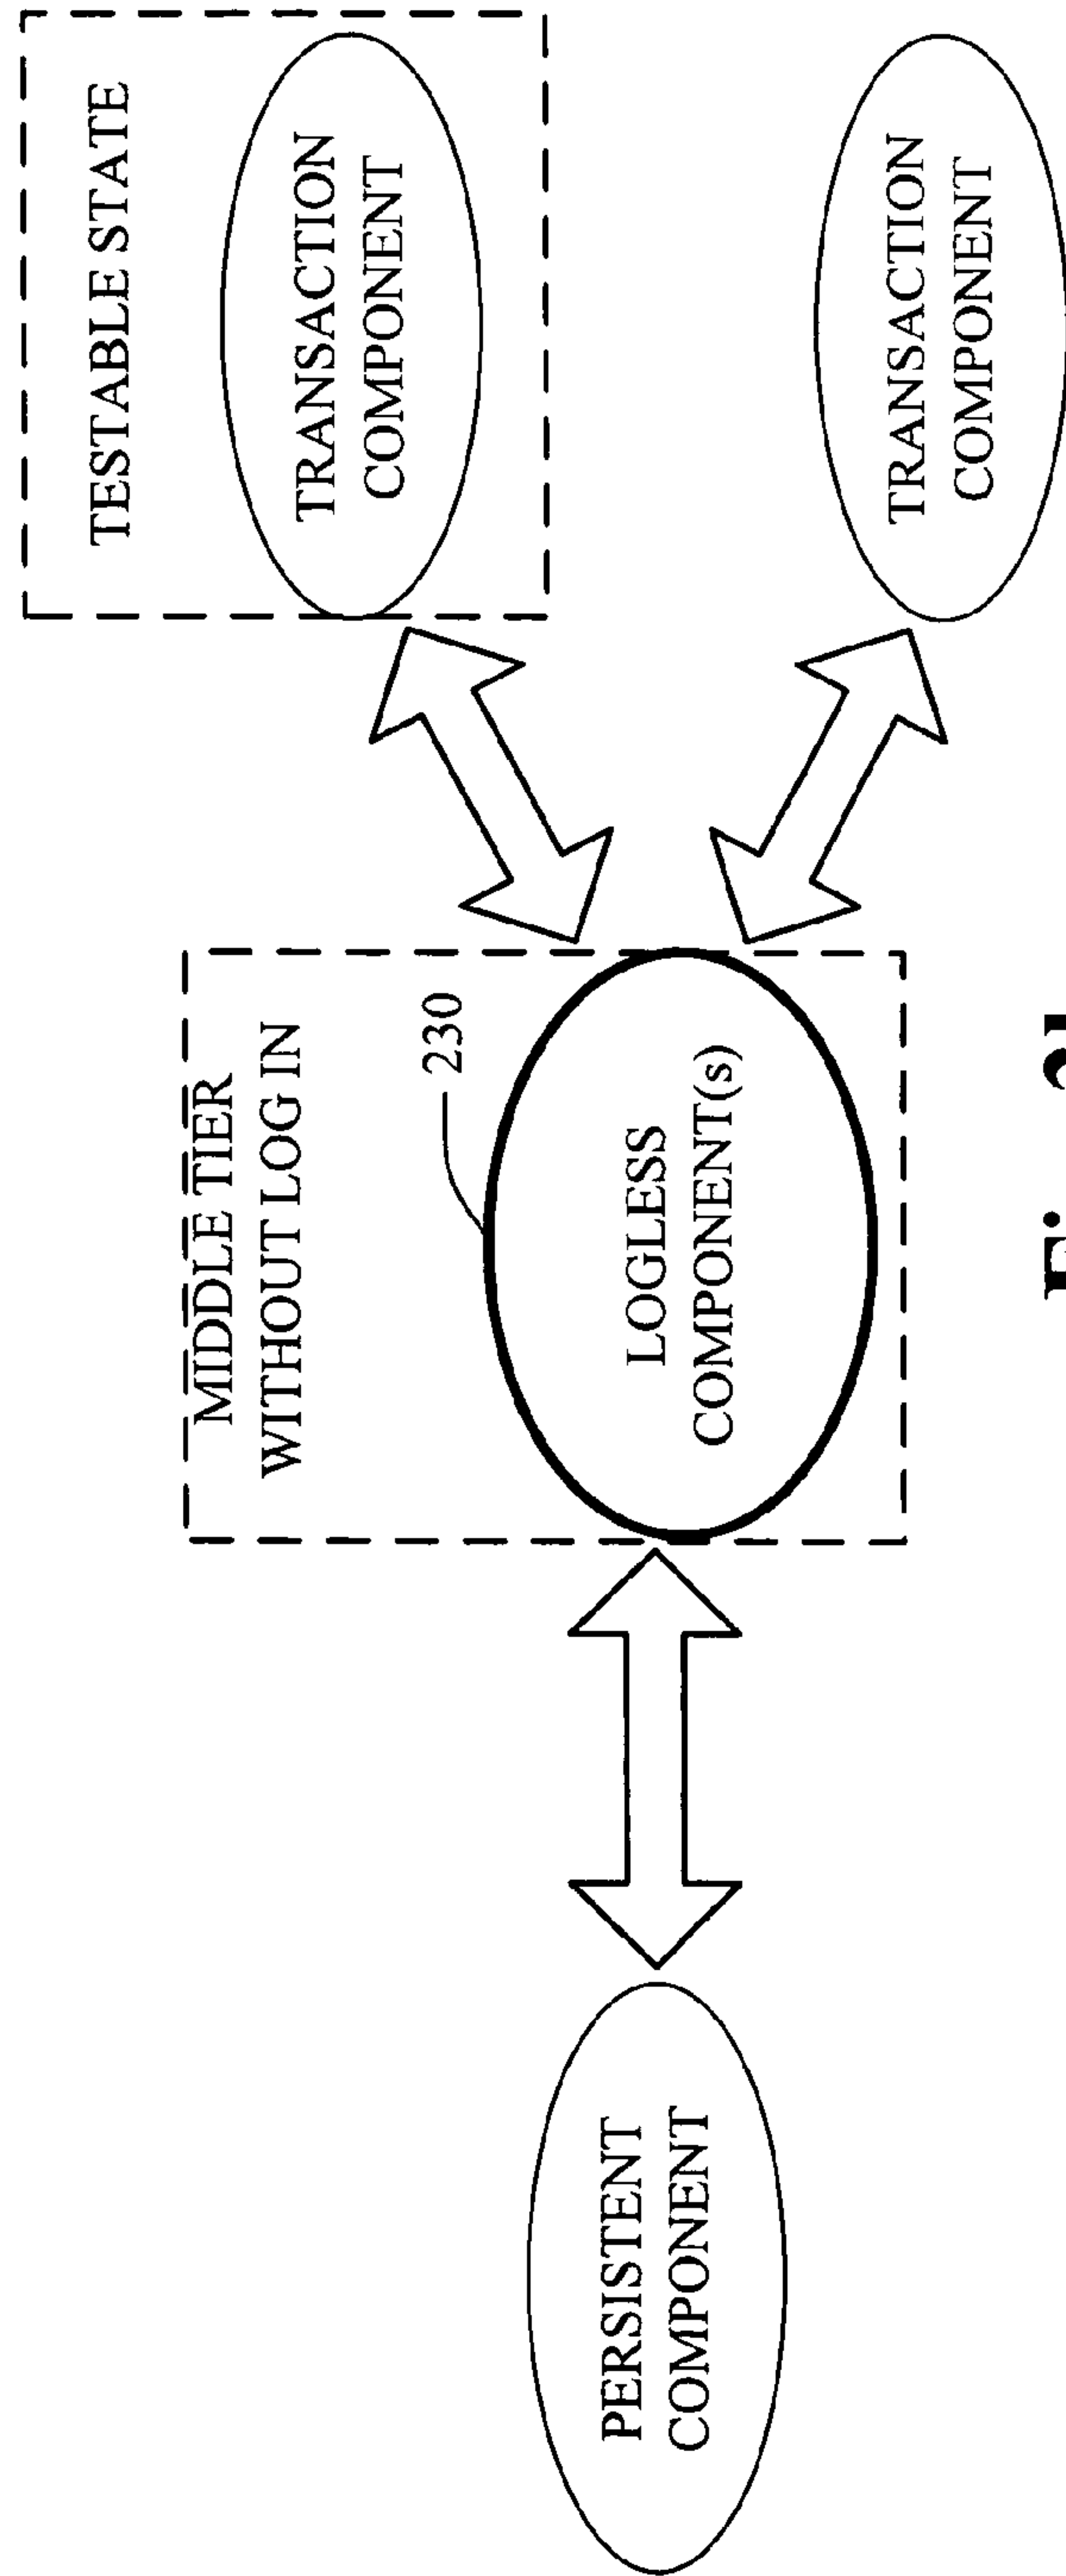 TESTABLE STATE
TRANSACTION
COMPONENT
MIDDLE TIER
WITHOUT LOG IN
230
LOGLESS
COMPONENT(s)
PERSISTENT
COMPONENT
TRANSACTION
COMPONENT